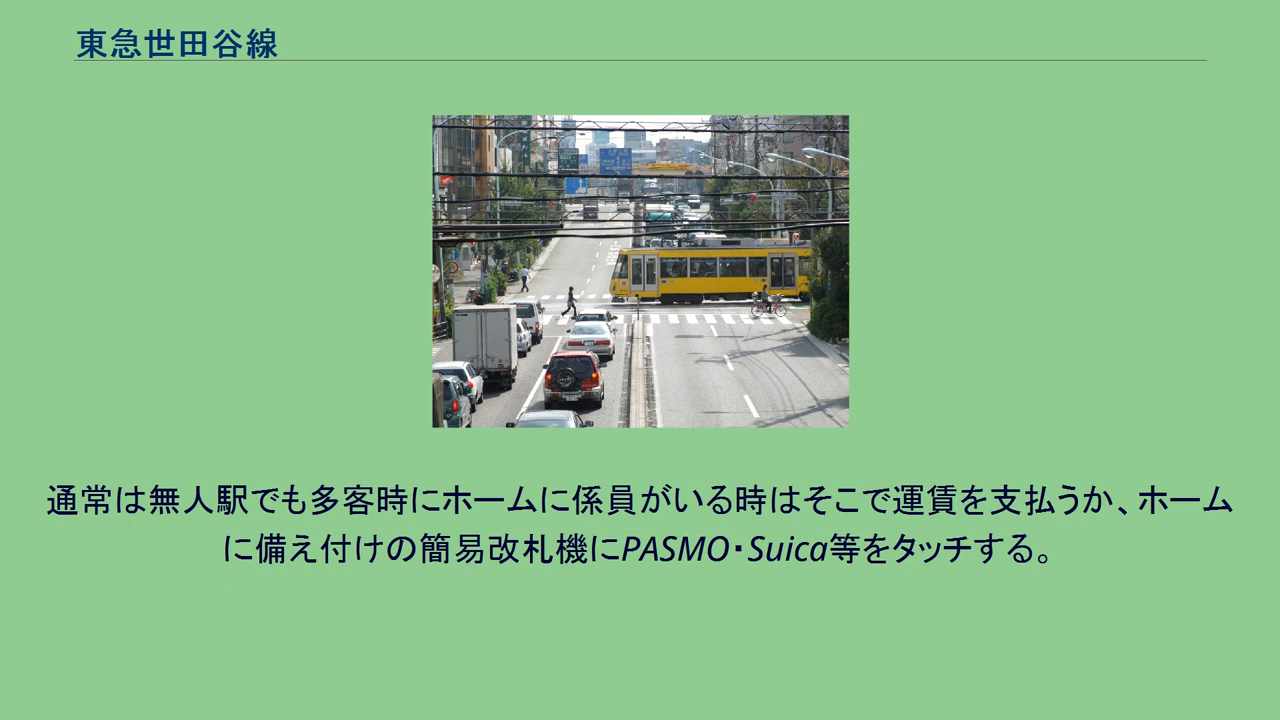 東急世田谷線
通常は無人駅でも多客時にホームに係員がいる時はそこで運賃を支払うか、ホーム
に備え付けの簡易改札機にPASMO・Suica等をタッチする。